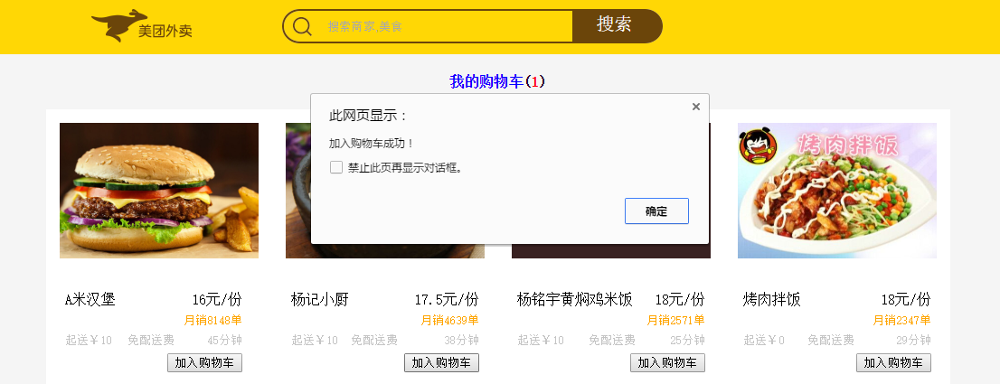 美团外卖
搜索商家,美食
搜索
我的购物车(1)
此网页显示：
加入购物车成功！
禁止此页再显示对话框。
确定
烤肉拌饭
A米汉堡 16元/份
月销8148单
起送￥10 免配送费 45分钟
加入购物车
杨记小厨 17.5元/份
月销4639单
起送￥10 免配送费 38分钟
加入购物车
杨铭宇黄焖鸡米饭 18元/份
月销2571单
起送￥10 免配送费 25分钟
加入购物车
烤肉拌饭 18元/份
月销2347单
起送￥0 免配送费 29分钟
加入购物车